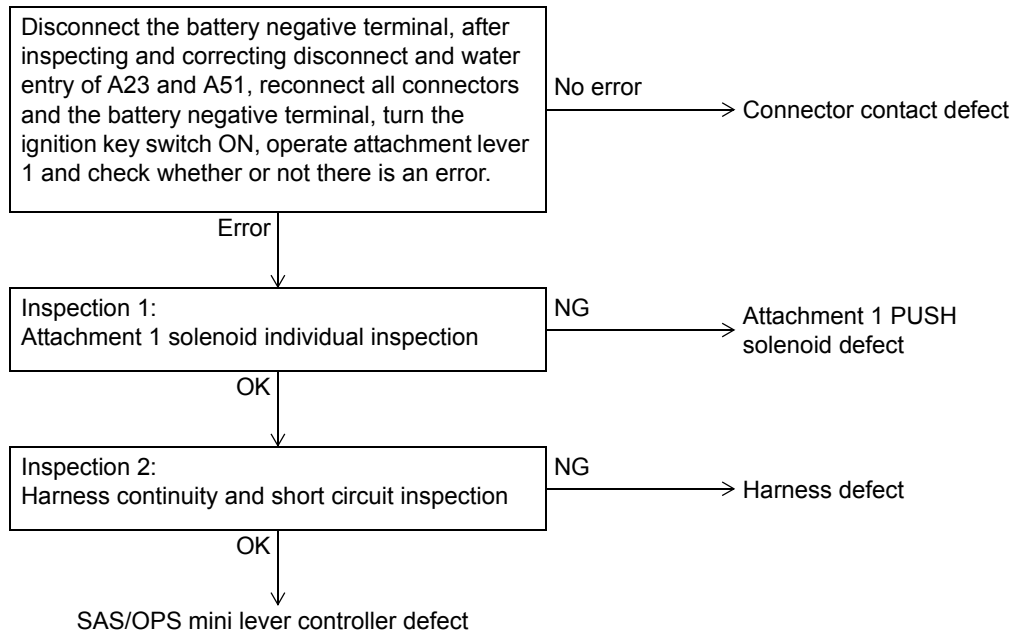 Disconnect the battery negative terminal, after
inspecting and correcting disconnect and water
entry of A23 and A51, reconnect all connectors
and the battery negative terminal, turn the
ignition key switch ON, operate attachment lever
1 and check whether or not there is an error.
No error
Connector contact defect
Error
Inspection 1:
Attachment 1 solenoid individual inspection
NG
Attachment 1 PUSH
solenoid defect
OK
Inspection 2:
Harness continuity and short circuit inspection
NG
Harness defect
OK
SAS/OPS mini lever controller defect